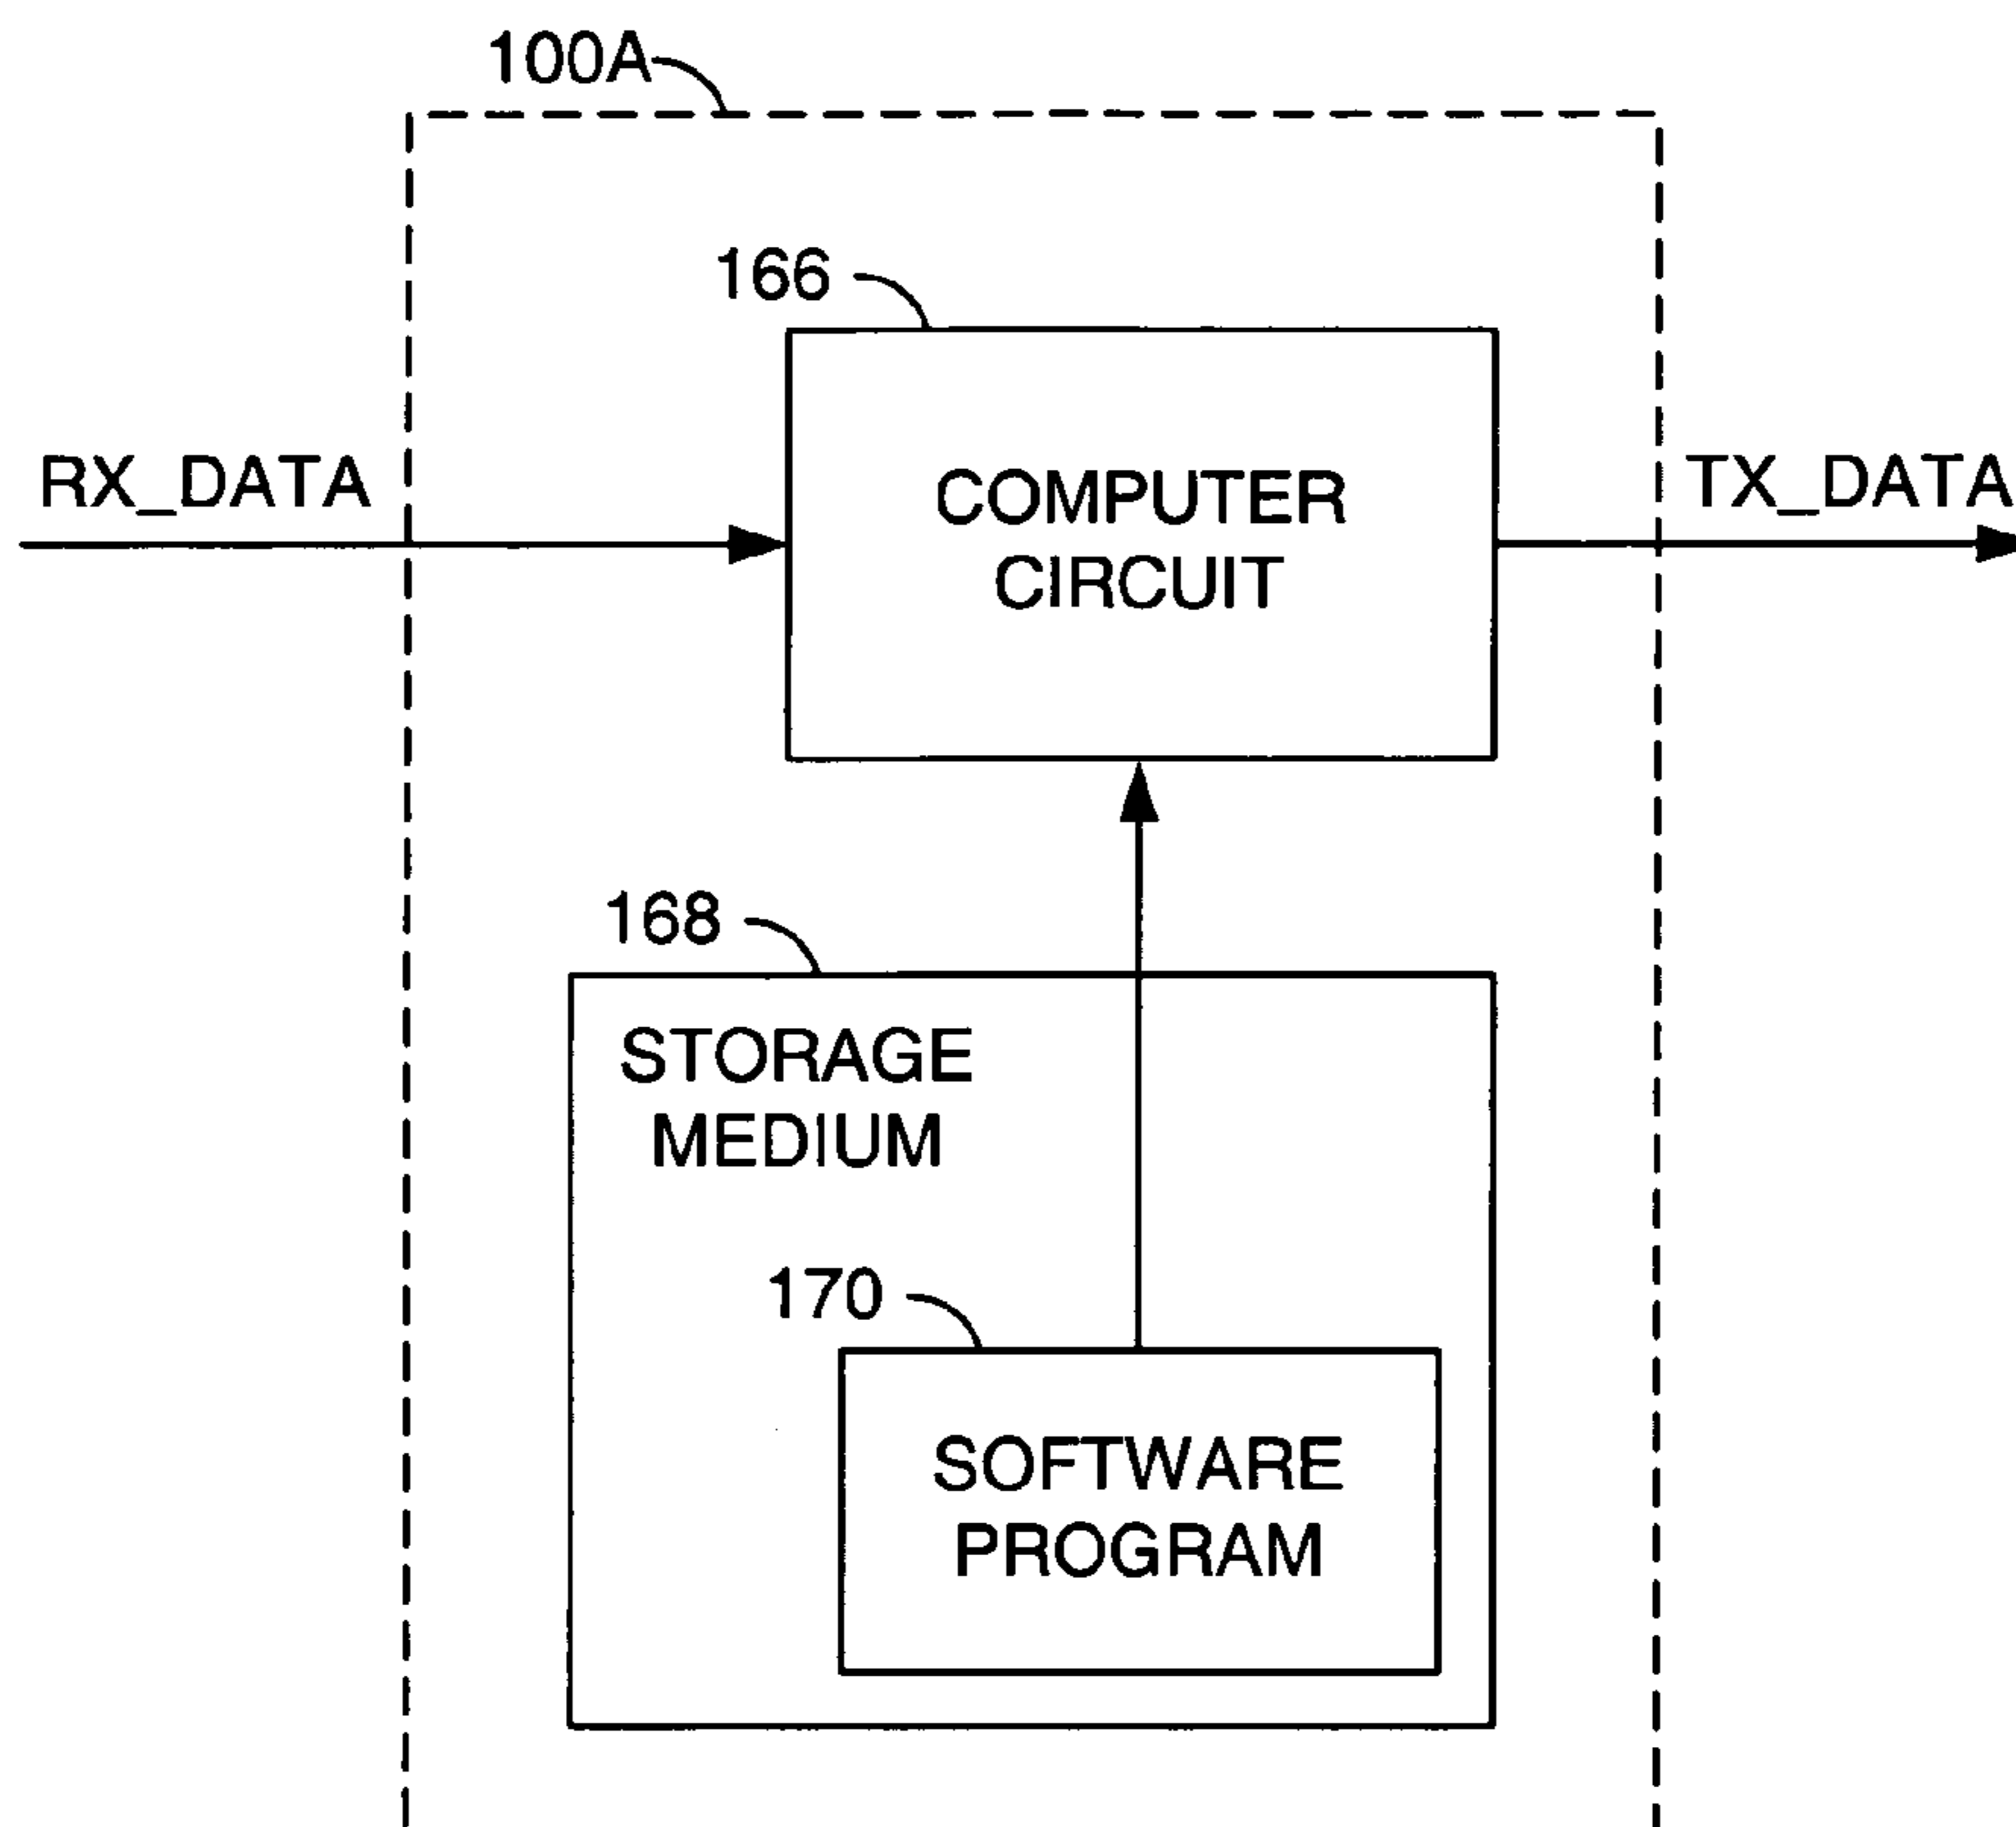 100A
166
RX_DATA
COMPUTER
CIRCUIT
TX_DATA
168
STORAGE
MEDIUM
170
SOFTWARE
PROGRAM